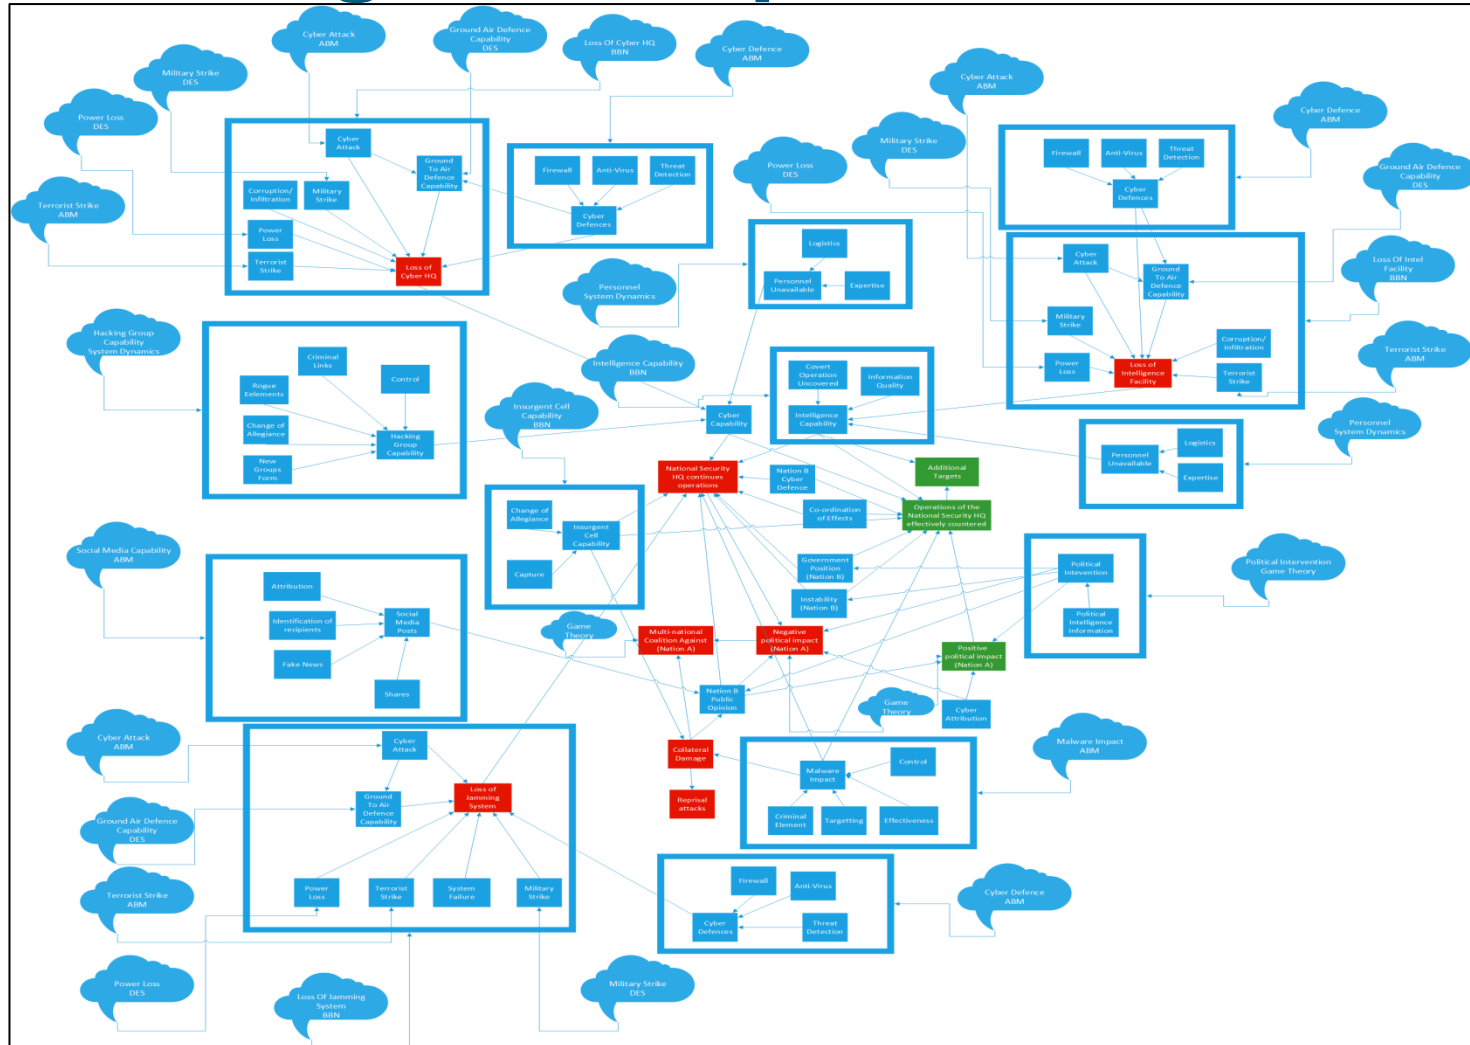 Cyber Attack
ABM
Ground Air Defence
Capability
DES
Loss Of Cyber HQ
BBN
Cyber Defence
ABM
Military Strike
DES
Power Loss
DES
Terrorist Strike
ABM
Cyber
Attack
Ground
To Air
Defence
Capability
Corruption/
Infiltration
Military
Strike
Power
Loss
Terrorist
Strike
Loss of
Cyber HQ
Firewall
Anti-Virus
Threat
Detection
Cyber
Defences
Cyber Attack
ABM
Military Strike
DES
Power Loss
DES
Cyber Defence
ABM
Ground Air Defence
Capability
DES
Loss Of Intel
Facility
BBN
Terrorist Strike
ABM
Personnel
System Dynamics
Firewall
Anti-Virus
Threat
Detection
Cyber
Defences
Cyber
Attack
Ground
To Air
Defence
Capability
Military
Strike
Power
Loss
Loss of
Intelligence
Facility
Corruption/
Infiltration
Terrorist
Strike
Personnel
System Dynamics
Logistics
Personnel
Unavailable
Expertise
Hacking Group
Capability
System Dynamics
Criminal
Links
Control
Rogue
Eelements
Change of
Allegiance
New
Groups
Form
Hacking
Group
Capability
Intelligence Capability
BBN
Insurgent Cell
Capability
BBN
Covert
Operation
Uncovered
Information
Quality
Cyber
Capability
Intelligence
Capability
Logistics
Personnel
Unavailable
Expertise
National Security
HQ continues
operations
Nation B
Cyber
Defence
Additional
Targets
Co-ordination
of Effects
Operations of the
National Security HQ
effectively countered
Change of
Allegiance
Insurgent
Cell
Capability
Capture
Government
Position
(Nation B)
Instability
(Nation B)
Political
Intevention
Political
Intelligence
Information
Political Intervention
Game Theory
Social Media Capability
ABM
Attribution
Identification of
recipients
Social
Media
Posts
Fake News
Shares
Game
Theory
Multi-national
Coalition Against
(Nation A)
Negative
political impact
(Nation A)
Positive
political impact
(Nation A)
Nation B
Public
Opinion
Game
Theory
Cyber
Attribution
Collateral
Damage
Reprisal
attacks
Malware
Impact
Control
Criminal
Element
Targetting
Effectiveness
Malware Impact
ABM
Cyber Attack
ABM
Ground Air Defence
Capability
DES
Terrorist Strike
ABM
Power Loss
DES
Cyber
Attack
Ground
To Air
Defence
Capability
Loss of
Jamming
System
Power
Loss
Terrorist
Strike
System
Failure
Military
Strike
Firewall
Anti-Virus
Cyber
Defences
Threat
Detection
Cyber Defence
ABM
Loss Of Jamming
System
BBN
Military Strike
DES